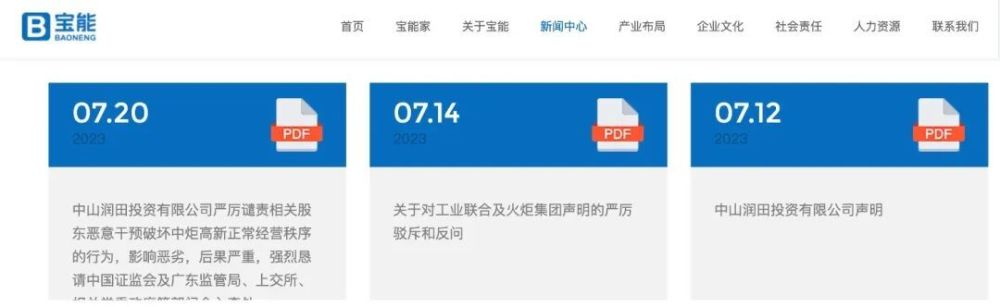 宝能
BAONENG
首页 宝能家 关于宝能 新闻中心 产业布局 企业文化 社会责任 人力资源 联系我们
07.20
2023
PDF
中山润田投资有限公司严厉谴责相关股
东恶意干预破坏中炬高新正常经营秩序
的行为，影响恶劣，后果严重，强烈恳
请中国证监会及广东监管局、上交所、
07.14
2023
PDF
关于对工业联合及火炬集团声明的严厉
驳斥和反问
07.12
2023
PDF
中山润田投资有限公司声明